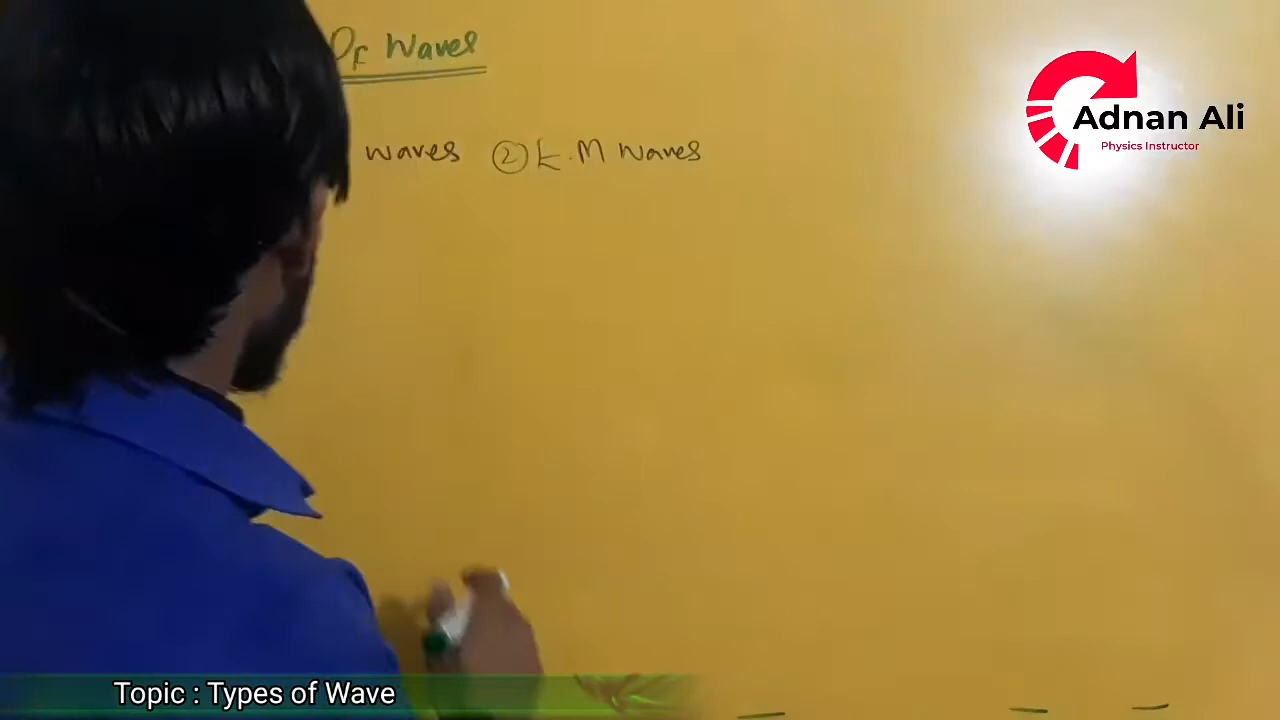 Of Waves
waves ② E.M Waves
Adnan Ali
Physics Instructor
Topic : Types of Wave